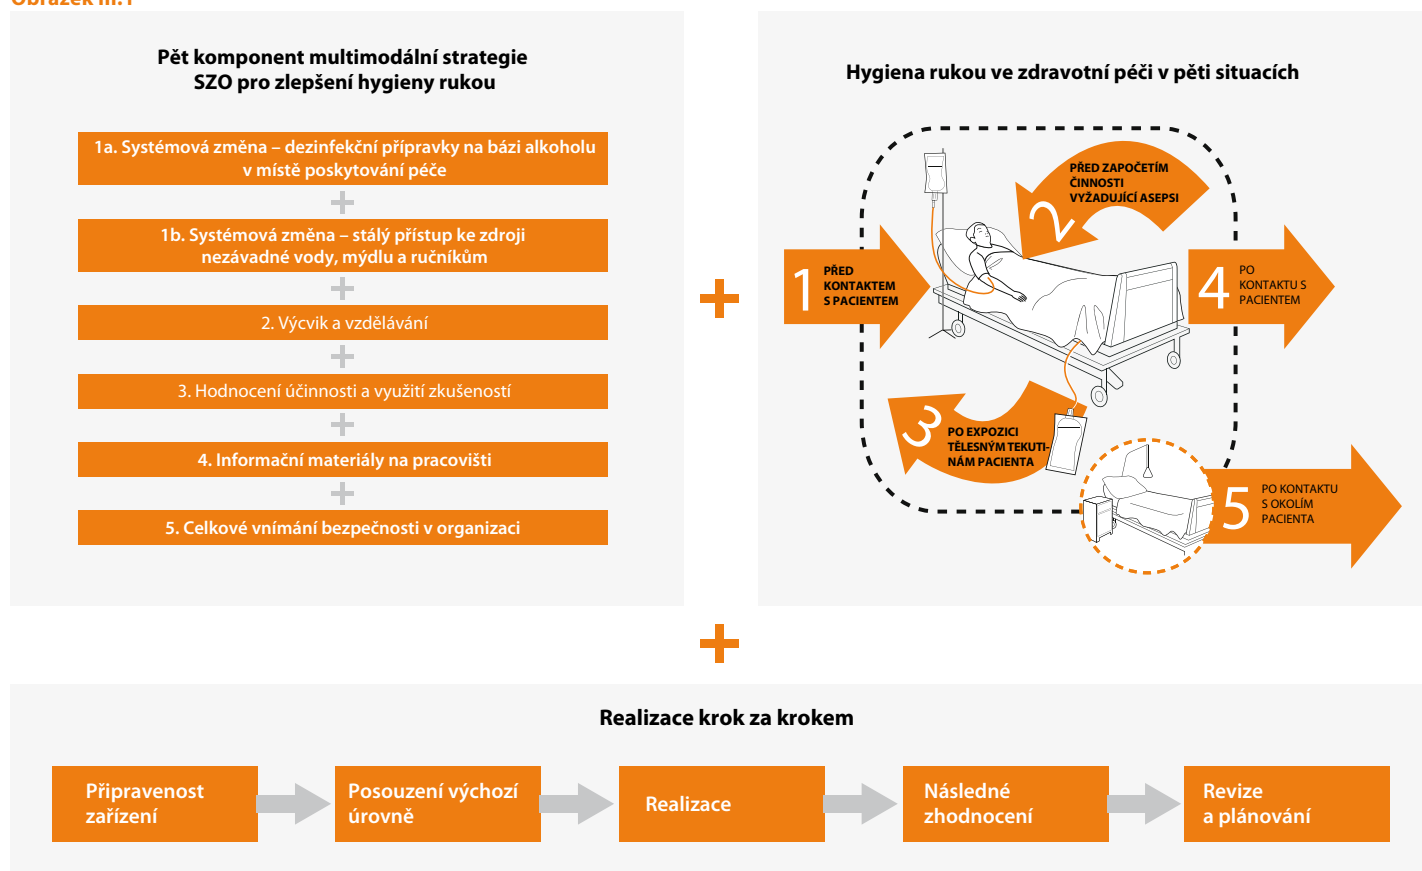 Obrázek III.1
Pět komponent multimodální strategie
SZO pro zlepšení hygieny rukou
1a. Systémová změna – dezinfekční přípravky na bázi alkoholu
v místě poskytování péče
1b. Systémová změna – stálý přístup ke zdroji
nezávadné vody, mýdlu a ručníkům
2. Výcvik a vzdělávání
3. Hodnocení účinnosti a využití zkušeností
4. Informační materiály na pracovišti
5. Celkové vnímání bezpečnosti v organizaci
Hygiena rukou ve zdravotní péči v pěti situacích
1
PŘED
KONTAKTEM
S PACIENTEM
2
PŘED ZAPOČETÍM
ČINNOSTI
VYŽADUJÍCÍ ASEPSI
3
PO EXPOZICI
TĚLESNÝM TEKUTI-
NÁM PACIENTA
4
PO
KONTAKTU S
PACIENTEM
5
PO KONTAKTU
S OKOLÍM
PACIENTA
Realizace krok za krokem
Připravenost
zařízení
Posouzení výchozí
úrovně
Realizace
Následné
zhodnocení
Revize
a plánování